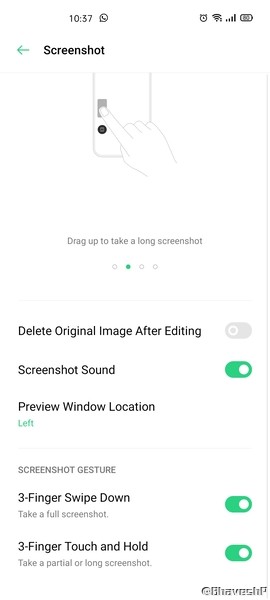 10:37
Screenshot
Drag up to take a long screenshot
Delete Original Image After Editing
Screenshot Sound
Preview Window Location
Left
SCREENSHOT GESTURE
3-Finger Swipe Down
Take a full screenshot.
3-Finger Touch and Hold
Take a partial or long screenshot.
@BhaveshP